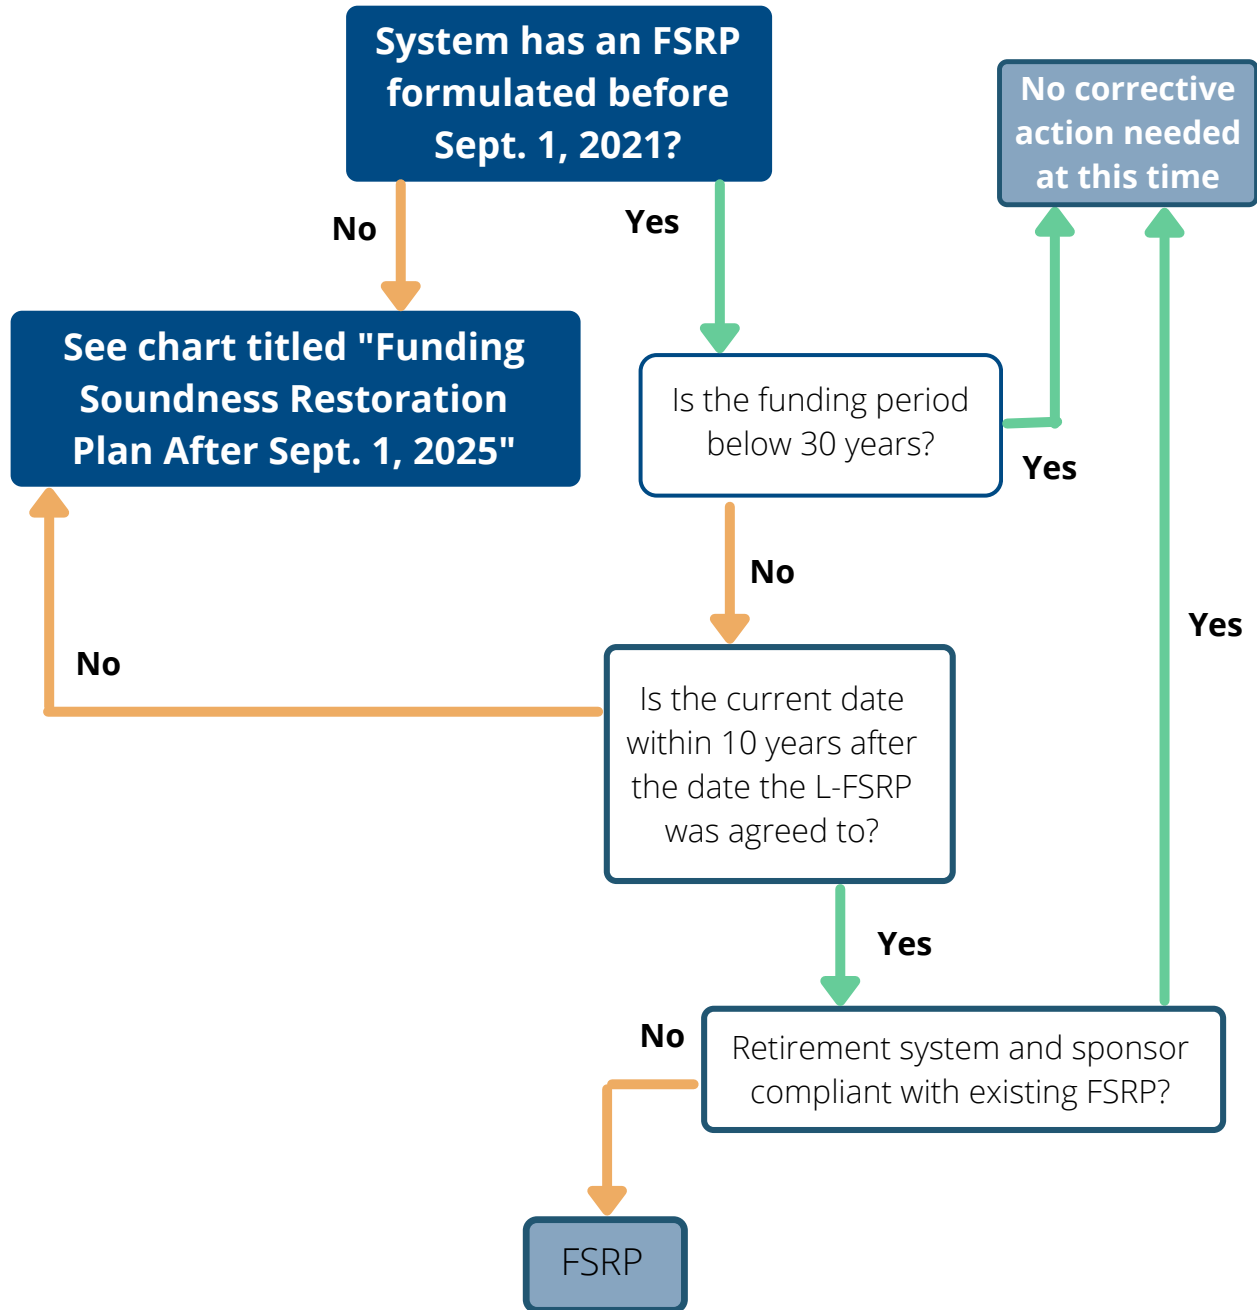 System has an FSRP
formulated before
Sept. 1, 2021?
No corrective
action needed
at this time
No
Yes
See chart titled "Funding
Soundness Restoration
Plan After Sept. 1, 2025"
Is the funding period
below 30 years?
Yes
No
No
Is the current date
within 10 years after
the date the L-FSRP
was agreed to?
Yes
Yes
No
Retirement system and sponsor
compliant with existing FSRP?
FSRP